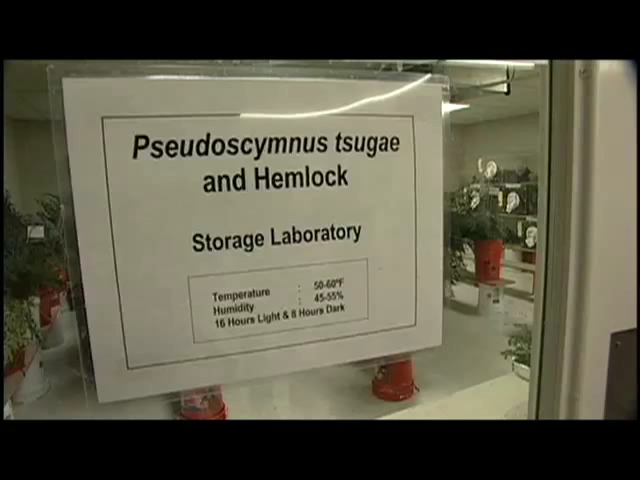 Pseudoscymnus tsugae
and Hemlock
Storage Laboratory
Temperature : 50-60°F
Humidity : 45-55%
16 Hours Light & 8 Hours Dark